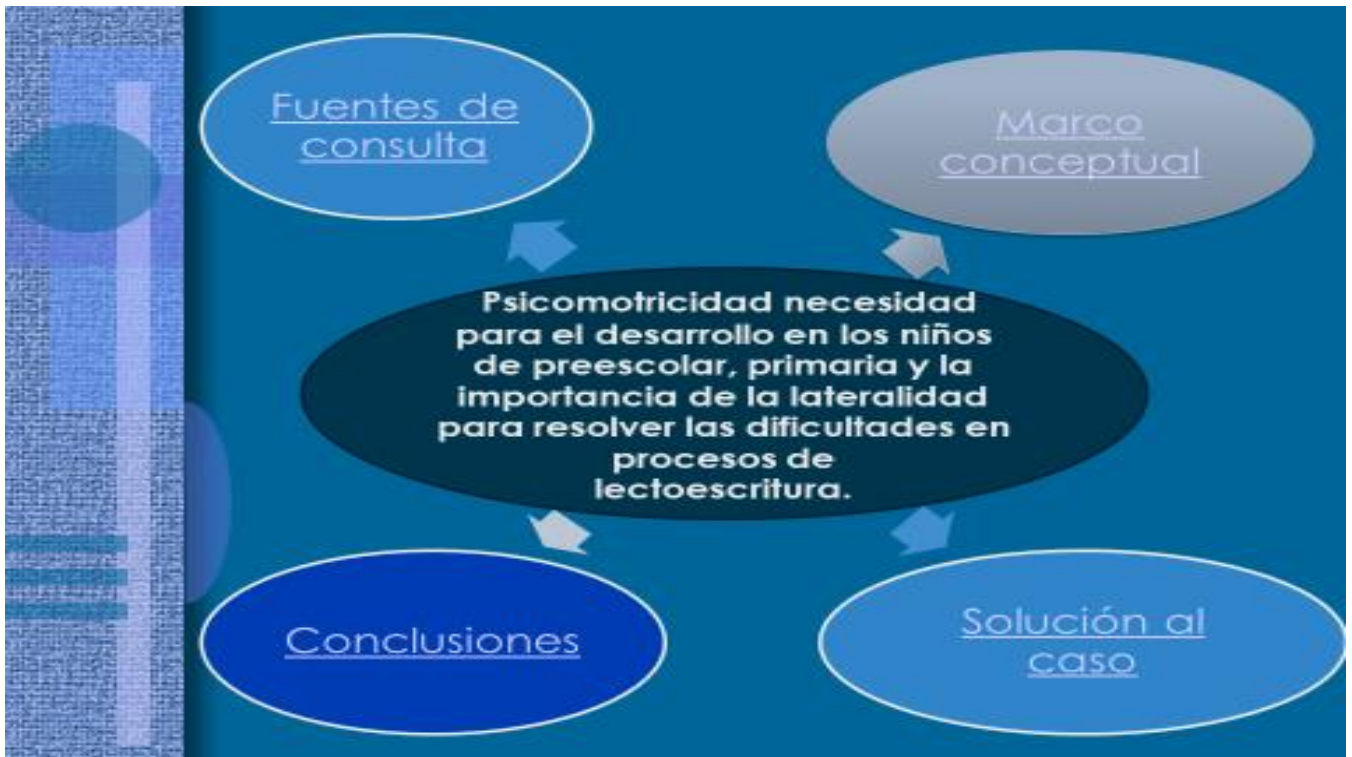 Fuentes de
consulta
Marco
conceptual
Psicomotricidad necesidad
para el desarrollo en los niños
de preescolar, primaria y la
importancia de la lateralidad
para resolver las dificultades en
procesos de
lectoescritura.
Conclusiones
Solución al
caso